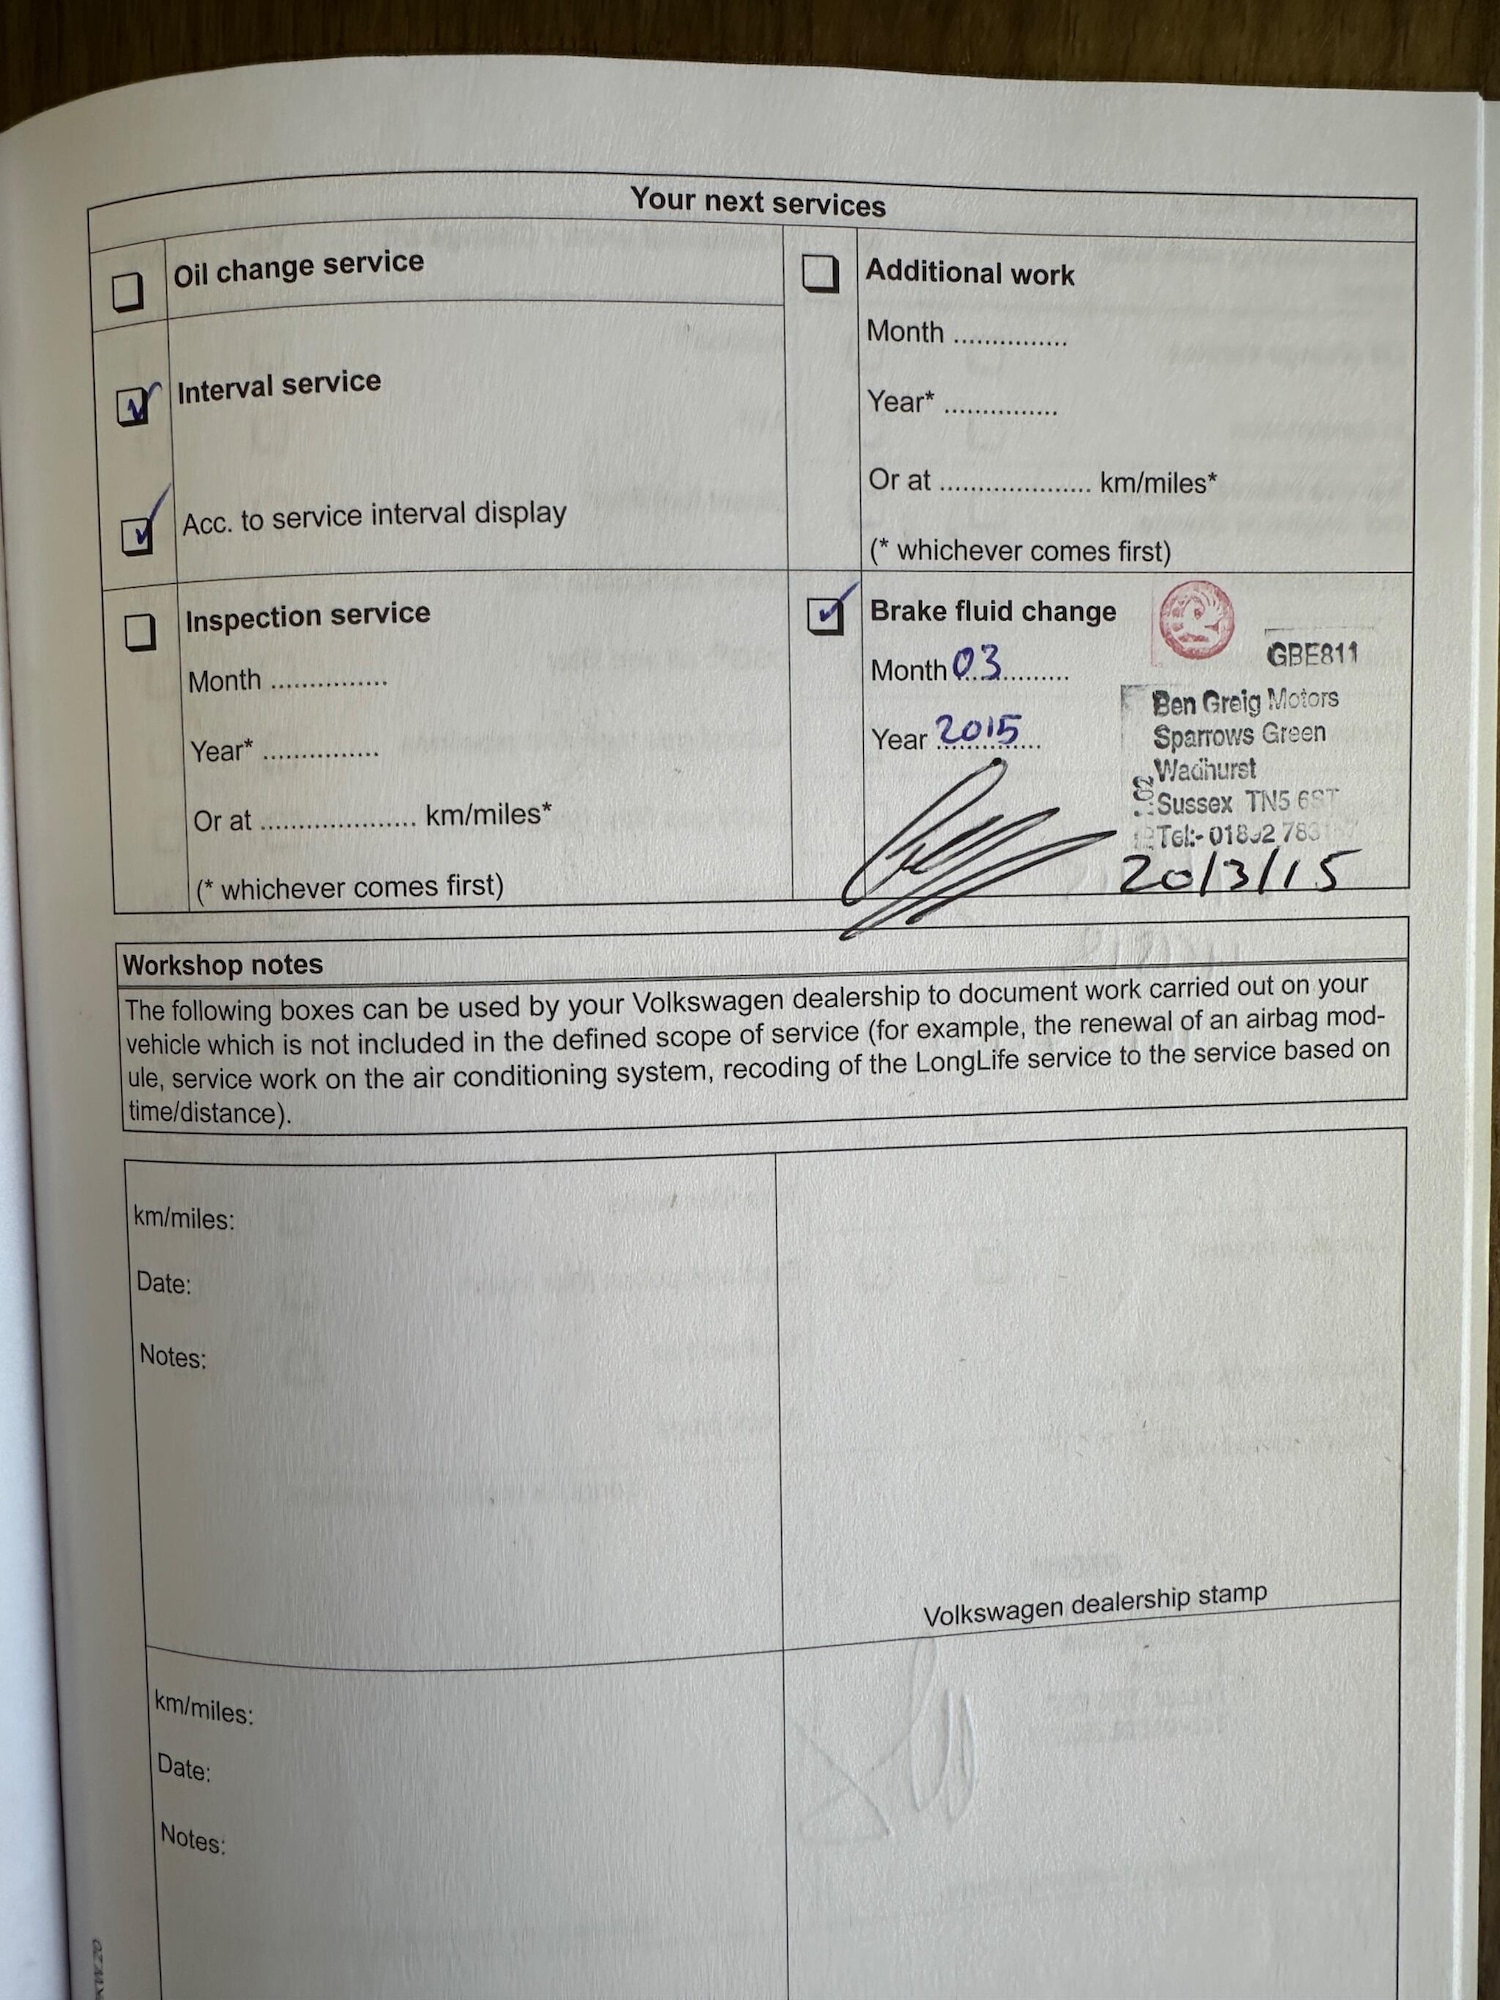 Your next services
Oil change service
Interval service
Acc. to service interval display
Additional work
Month ...............
Year* ...............
Or at .................... km/miles*
(* whichever comes first)
Inspection service
Month ...............
Year* ...............
Or at .................... km/miles*
(* whichever comes first)
Brake fluid change
Month 03
Year 2015
GBE811
Ben Greig Motors
Sparrows Green
Wadhurst
Sussex TN5 6ST
Tel:-
20/3/15
Workshop notes
The following boxes can be used by your Volkswagen dealership to document work carried out on your
vehicle which is not included in the defined scope of service (for example, the renewal of an airbag mod-
ule, service work on the air conditioning system, recoding of the LongLife service to the service based on
time/distance).
km/miles:
Date:
Notes:
Volkswagen dealership stamp
km/miles:
Date:
Notes: